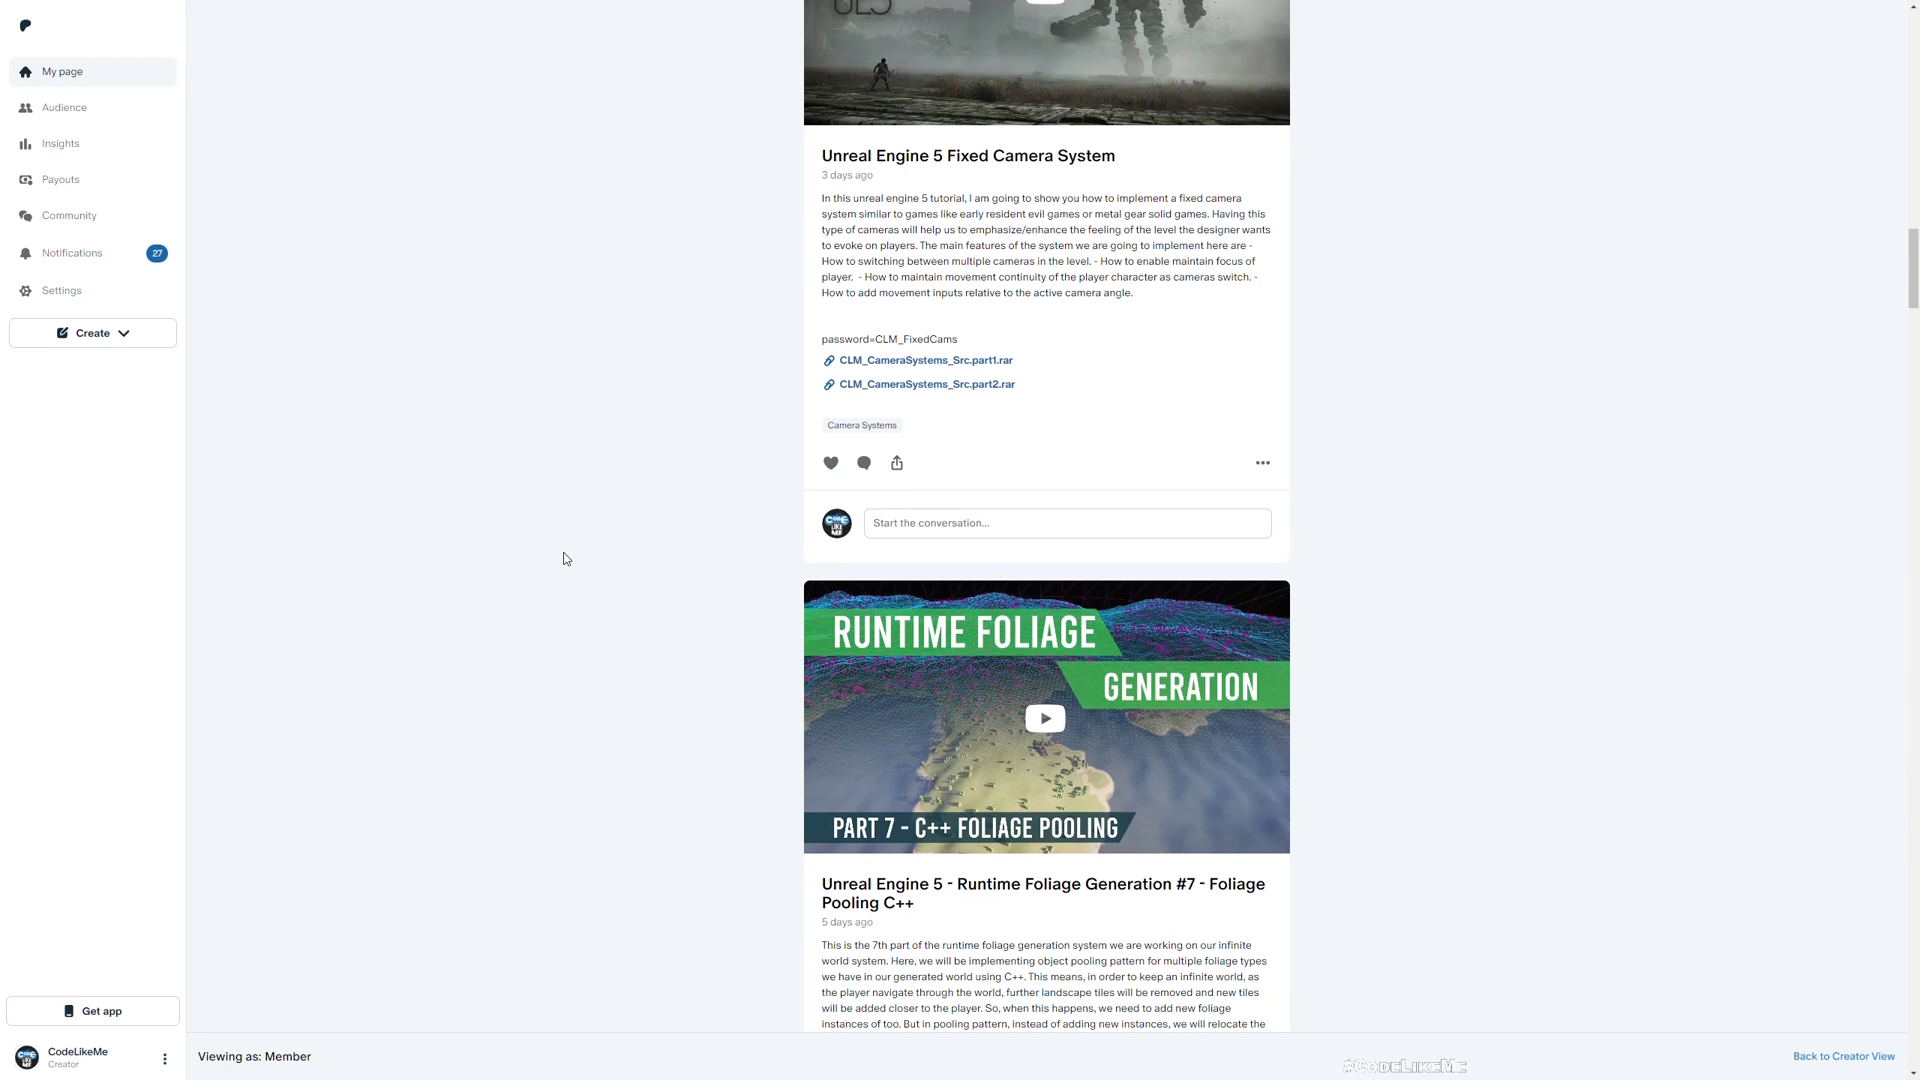 UE5
My page
Audience
Insights
Payouts
Community
Notifications 27
Settings
Create
Unreal Engine 5 Fixed Camera System
3 days ago
In this unreal engine 5 tutorial, I am going to show you how to implement a fixed camera
system similar to games like early resident evil games or metal gear solid games. Having this
type of cameras will help us to emphasize/enhance the feeling of the level the designer wants
to evoke on players. The main features of the system we are going to implement here are -
How to switching between multiple cameras in the level. - How to enable maintain focus of
player.  - How to maintain movement continuity of the player character as cameras switch. -
How to add movement inputs relative to the active camera angle.
password=CLM_FixedCams
CLM_CameraSystems_Src.part1.rar
CLM_CameraSystems_Src.part2.rar
Camera Systems
CODE
LIKE
ME
Start the conversation...
RUNTIME FOLIAGE
GENERATION
PART 7 - C++ FOLIAGE POOLING
Unreal Engine 5 - Runtime Foliage Generation #7 - Foliage
Pooling C++
5 days ago
This is the 7th part of the runtime foliage generation system we are working on our infinite
world system. Here, we will be implementing object pooling pattern for multiple foliage types
we have in our generated world using C++. This means, in order to keep an infinite world, as
the player navigate through the world, further landscape tiles will be removed and new tiles
will be added closer to the player. So, when this happens, we need to add new foliage
instances of too. But in pooling pattern, instead of adding new instances, we will relocate the
Get app
CodeLikeMe
Creator
Viewing as: Member
#CODELIKEME
Back to Creator View